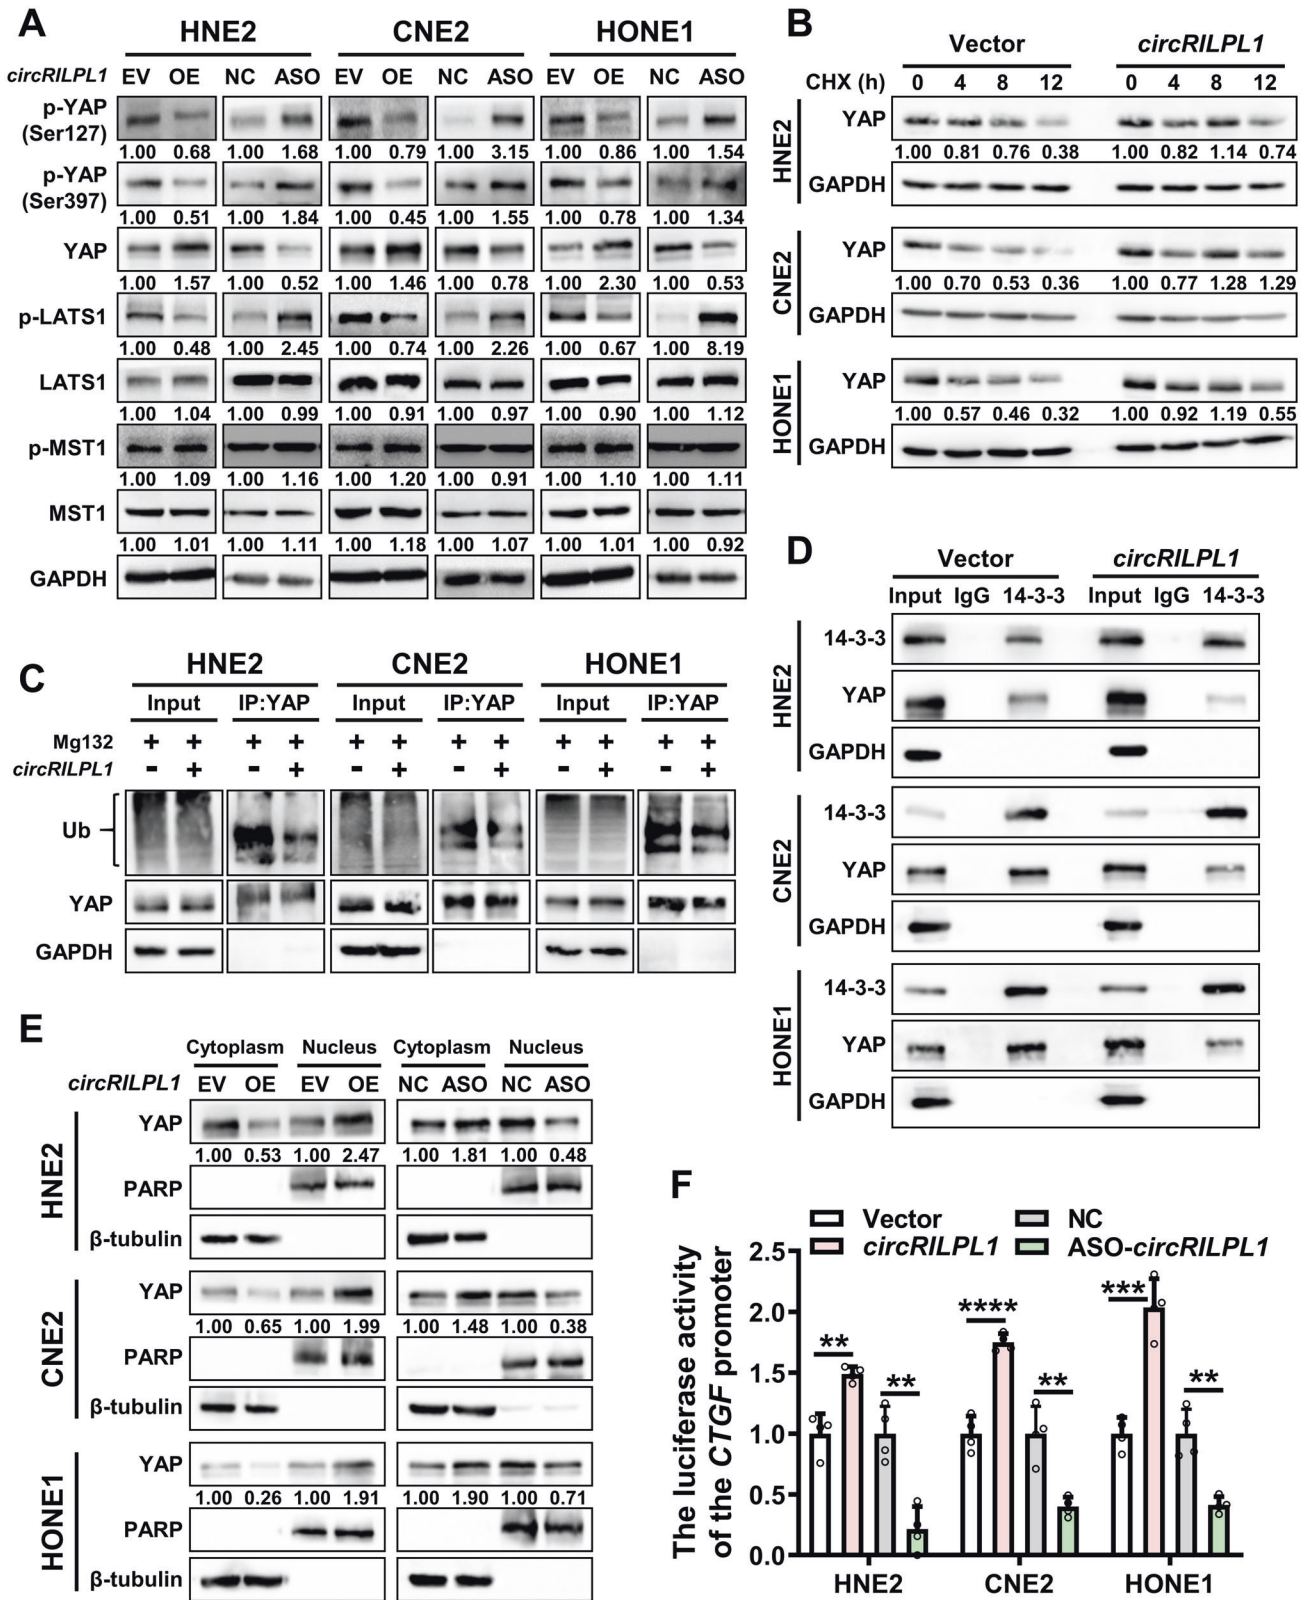 A
HNE2 CNE2 HONE1
circRILPL1 EV OE NC ASO EV OE NC ASO EV OE NC ASO
p-YAP
(Ser127)
1.00 0.68 1.00 1.68 1.00 0.79 1.00 3.15 1.00 0.86 1.00 1.54
p-YAP
(Ser397)
1.00 0.51 1.00 1.84 1.00 0.45 1.00 1.55 1.00 0.78 1.00 1.34
YAP
1.00 1.57 1.00 0.52 1.00 1.46 1.00 0.78 1.00 2.30 1.00 0.53
p-LATS1
1.00 0.48 1.00 2.45 1.00 0.74 1.00 2.26 1.00 0.67 1.00 8.19
LATS1
1.00 1.04 1.00 0.99 1.00 0.91 1.00 0.97 1.00 0.90 1.00 1.12
p-MST1
1.00 1.09 1.00 1.16 1.00 1.20 1.00 0.91 1.00 1.10 1.00 1.11
MST1
1.00 1.01 1.00 1.11 1.00 1.18 1.00 1.07 1.00 1.01 1.00 0.92
GAPDH
B
Vector circRILPL1
CHX (h) 0 4 8 12 0 4 8 12
HNE2
YAP
1.00 0.81 0.76 0.38 1.00 0.82 1.14 0.74
GAPDH
CNE2
YAP
1.00 0.70 0.53 0.36 1.00 0.77 1.28 1.29
GAPDH
HONE1
YAP
1.00 0.57 0.46 0.32 1.00 0.92 1.19 0.55
GAPDH
C
HNE2 CNE2 HONE1
Input IP:YAP Input IP:YAP Input IP:YAP
Mg132 + + + + + + + + + + + +
circRILPL1 - + - + - + - + - + - +
Ub
YAP
GAPDH
D
Vector circRILPL1
Input IgG 14-3-3 Input IgG 14-3-3
HNE2
14-3-3
YAP
GAPDH
CNE2
14-3-3
YAP
GAPDH
HONE1
14-3-3
YAP
GAPDH
E
Cytoplasm Nucleus Cytoplasm Nucleus
circRILPL1 EV OE EV OE NC ASO NC ASO
HNE2
YAP
1.00 0.53 1.00 2.47 1.00 1.81 1.00 0.48
PARP
β-tubulin
CNE2
YAP
1.00 0.65 1.00 1.99 1.00 1.48 1.00 0.38
PARP
β-tubulin
HONE1
YAP
1.00 0.26 1.00 1.91 1.00 1.90 1.00 0.71
PARP
β-tubulin
F
Vector NC
circRILPL1 ASO-circRILPL1
The luciferase activity
of the CTGF promoter
2.5
2.0
1.5
1.0
0.5
0.0
** ** **** ** *** **
HNE2 CNE2 HONE1